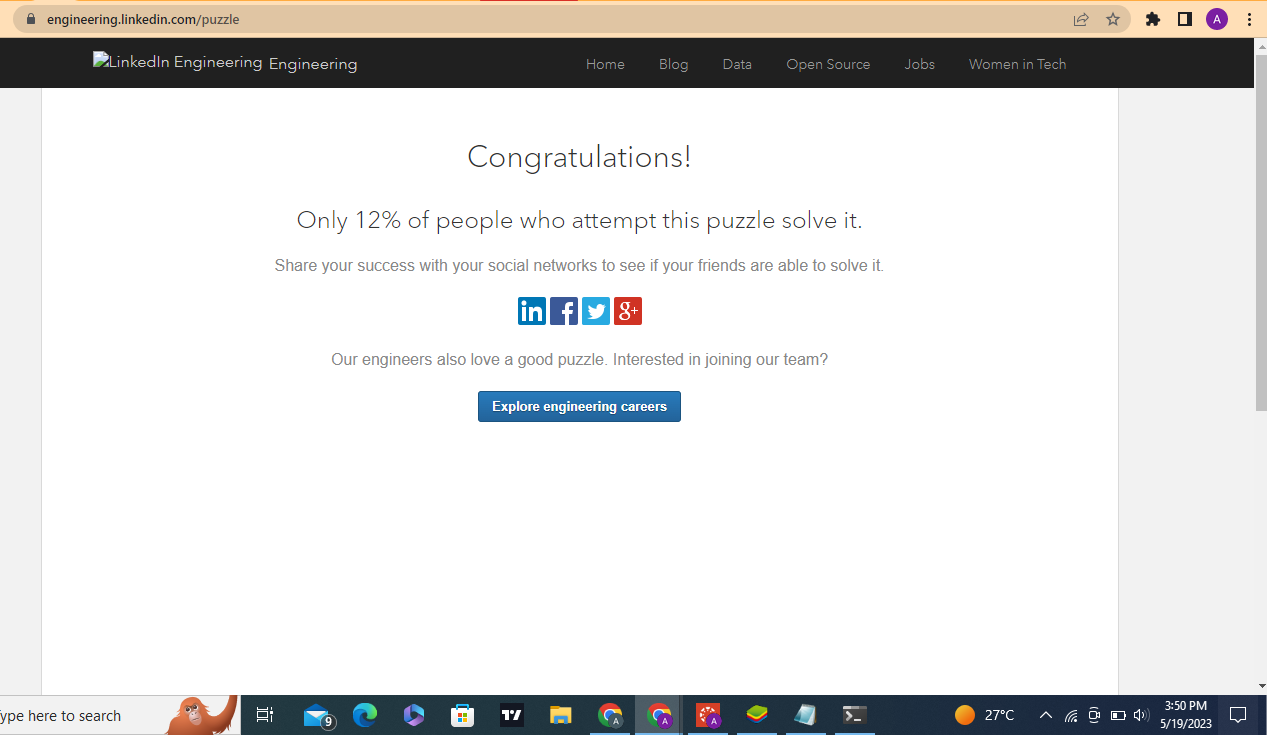 engineering.linkedin.com/puzzle
A
LinkedIn Engineering Engineering
Home Blog Data Open Source Jobs Women in Tech
Congratulations!
Only 12% of people who attempt this puzzle solve it.
Share your success with your social networks to see if your friends are able to solve it.
in f g+
Our engineers also love a good puzzle. Interested in joining our team?
Explore engineering careers
ype here to search
9
A
A
A
27°C
3:50 PM
5/19/2023